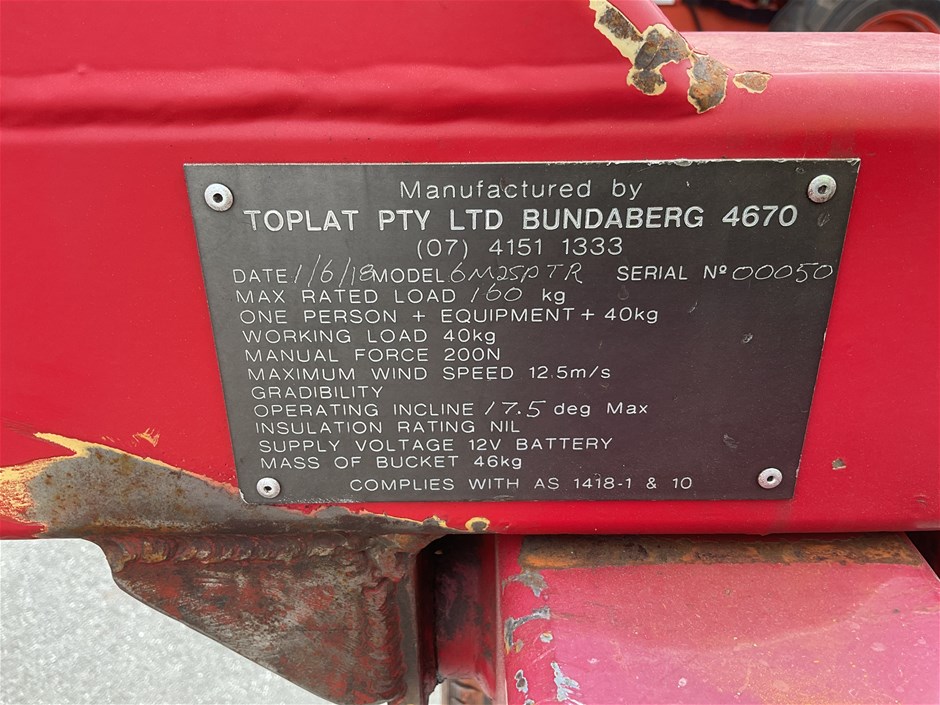 Manufactured by
TOPLAT PTY LTD BUNDABERG 4670
(07) 4151 1333
DATE 1/6/18 MODEL 6M25PTR SERIAL Nº 00050
MAX RATED LOAD 160 kg
ONE PERSON + EQUIPMENT + 40kg
WORKING LOAD 40kg
MANUAL FORCE 200N
MAXIMUM WIND SPEED 12.5m/s
GRADIBILITY
OPERATING INCLINE 17.5 deg Max
INSULATION RATING NIL
SUPPLY VOLTAGE 12V BATTERY
MASS OF BUCKET 46kg
COMPLIES WITH AS 1418-1 & 10